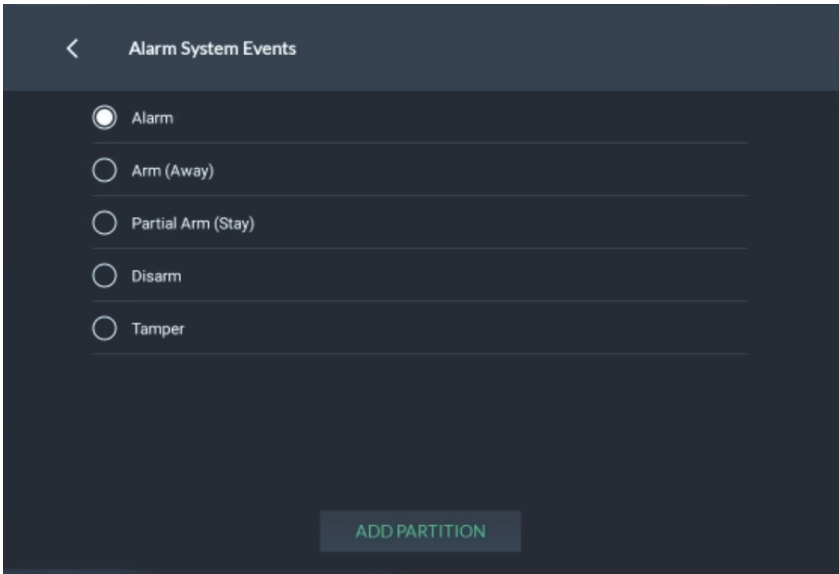 Alarm System Events
Alarm
Arm (Away)
Partial Arm (Stay)
Disarm
Tamper
ADD PARTITION